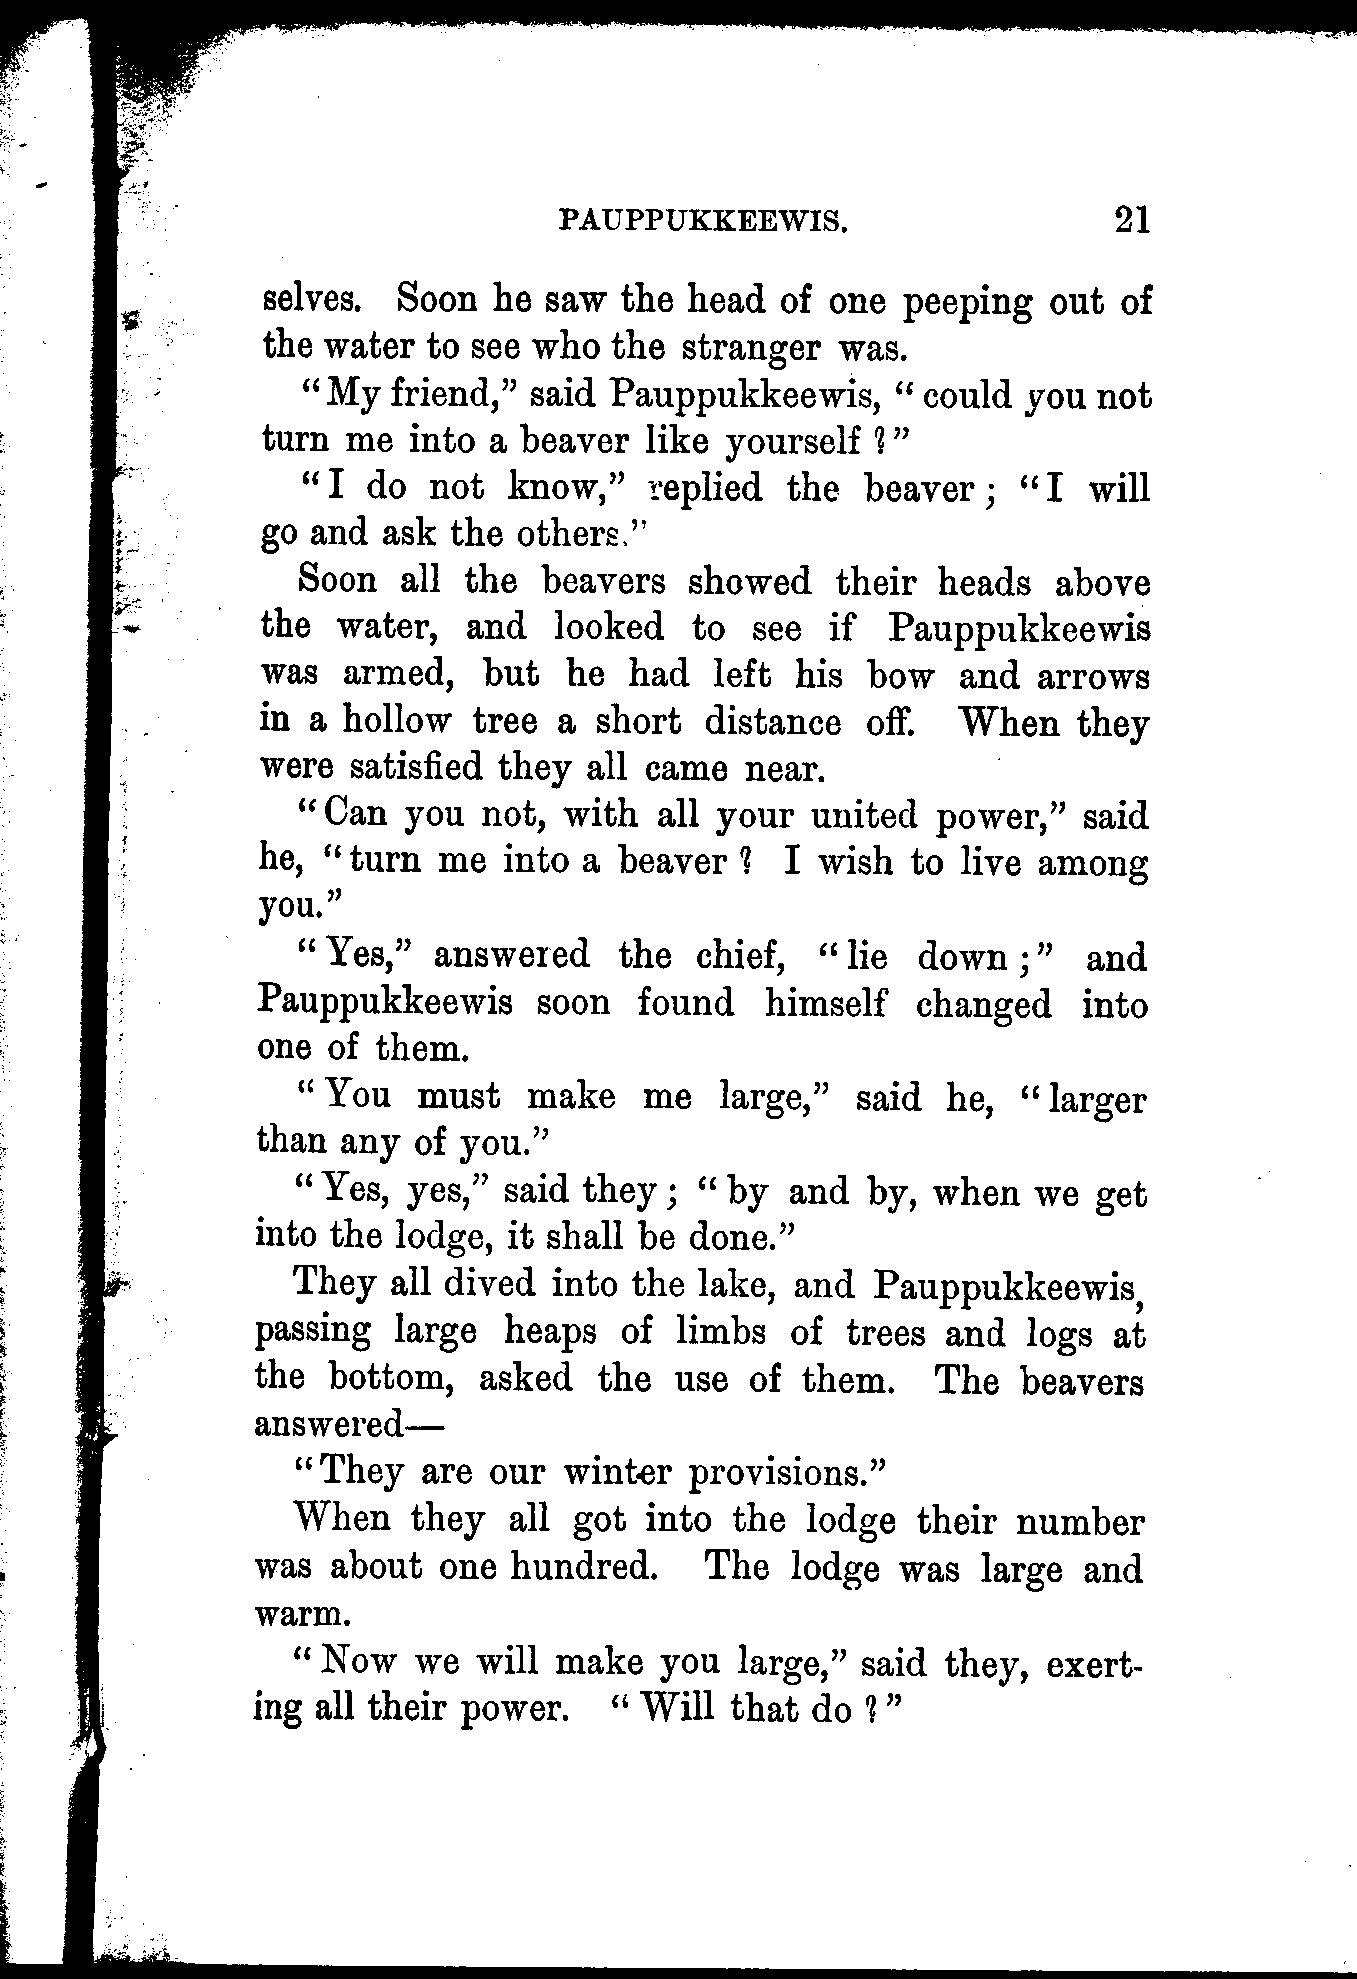 PAUPPUKKEEWIS. 21
selves. Soon he saw the head of one peeping out of
the water to see who the stranger was.
"My friend," said Pauppukkeewis, "could you not
turn me into a beaver like yourself?"
"I do not know," replied the beaver; "I will
go and ask the others."
Soon all the beavers showed their heads above
the water, and looked to see if Pauppukkeewis
was armed, but he had left his bow and arrows
in a hollow tree a short distance off. When they
were satisfied they all came near.
"Can you not, with all your united power," said
he, "turn me into a beaver? I wish to live among
you."
"Yes," answered the chief, "lie down;" and
Pauppukkeewis soon found himself changed into
one of them.
"You must make me large," said he, "larger
than any of you."
"Yes, yes," said they; "by and by, when we get
into the lodge, it shall be done."
They all dived into the lake, and Pauppukkeewis,
passing large heaps of limbs of trees and logs at
the bottom, asked the use of them. The beavers
answered—
"They are our winter provisions."
When they all got into the lodge their number
was about one hundred. The lodge was large and
warm.
"Now we will make you large," said they, exert-
ing all their power. "Will that do?"